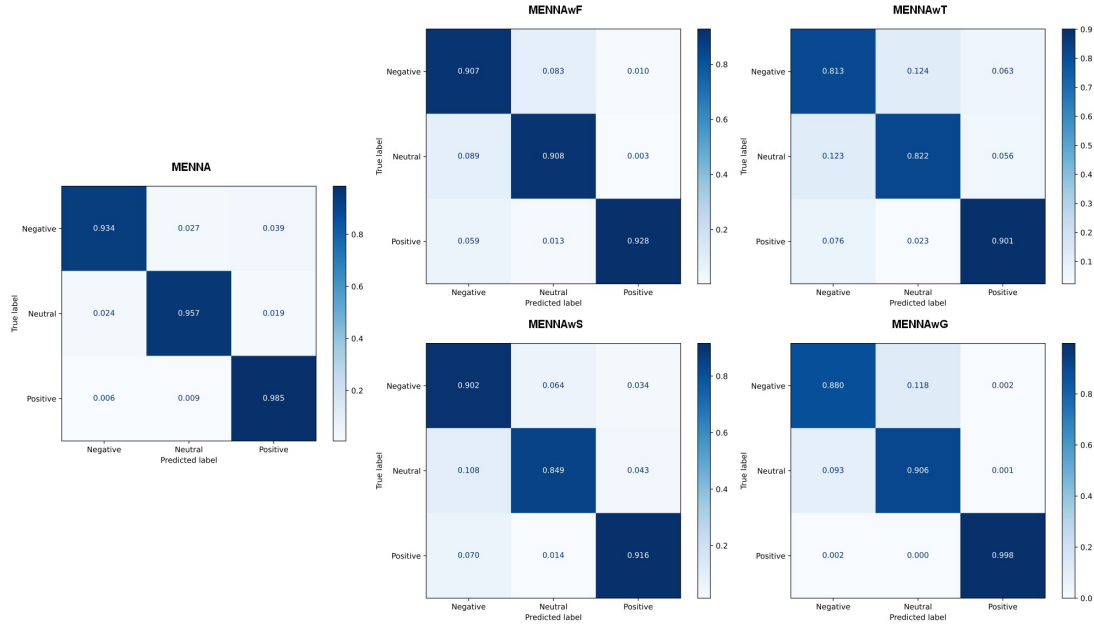 MENNA
Negative 0.934 0.027 0.039
Neutral 0.024 0.957 0.019
Positive 0.006 0.009 0.985
Negative Neutral Positive
Predicted label
True label
0.8
0.6
0.4
0.2
MENNAwF
Negative 0.907 0.083 0.010
Neutral 0.089 0.908 0.003
Positive 0.059 0.013 0.928
Negative Neutral Positive
Predicted label
True label
0.8
0.6
0.4
0.2
MENNAwT
Negative 0.813 0.124 0.063
Neutral 0.123 0.822 0.056
Positive 0.076 0.023 0.901
Negative Neutral Positive
Predicted label
True label
0.9
0.8
0.7
0.6
0.5
0.4
0.3
0.2
0.1
MENNAwS
Negative 0.902 0.064 0.034
Neutral 0.108 0.849 0.043
Positive 0.070 0.014 0.916
Negative Neutral Positive
Predicted label
True label
0.8
0.6
0.4
0.2
MENNAwG
Negative 0.880 0.118 0.002
Neutral 0.093 0.906 0.001
Positive 0.002 0.000 0.998
Negative Neutral Positive
Predicted label
True label
0.8
0.6
0.4
0.2
0.0